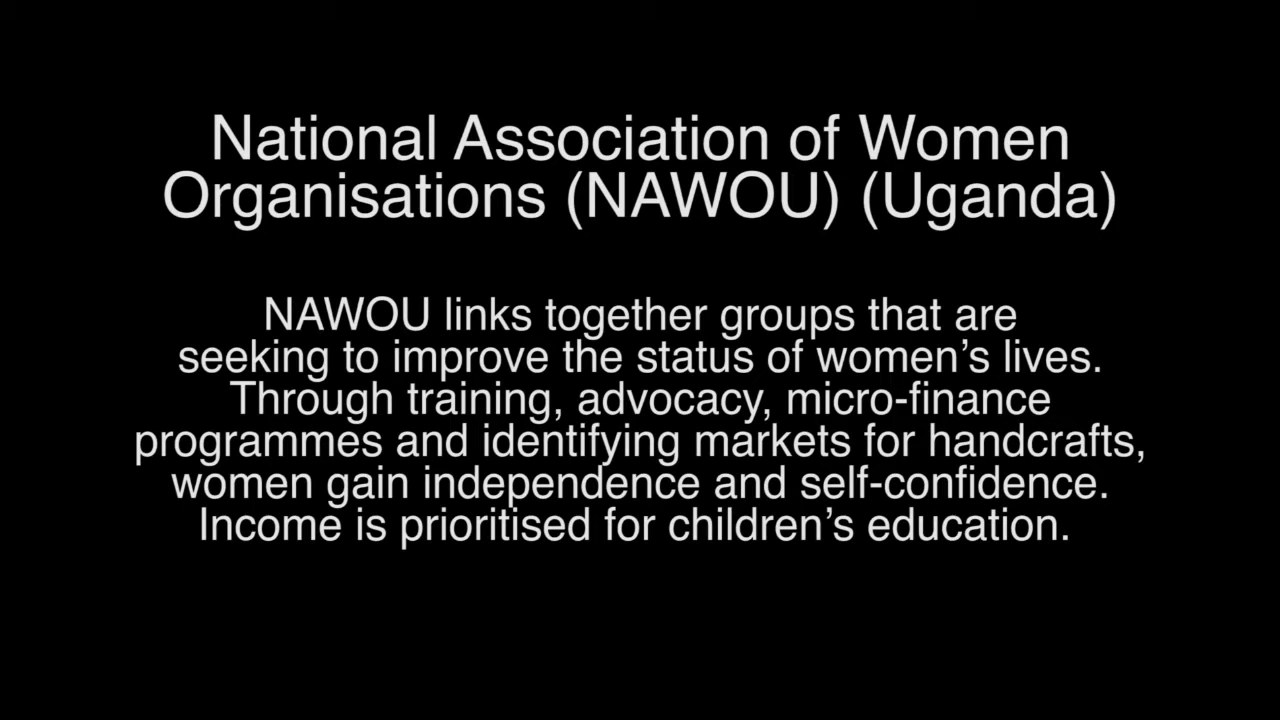 National Association of Women
Organisations (NAWOU) (Uganda)
NAWOU links together groups that are
seeking to improve the status of women’s lives.
Through training, advocacy, micro-finance
programmes and identifying markets for handcrafts,
women gain independence and self-confidence.
Income is prioritised for children’s education.